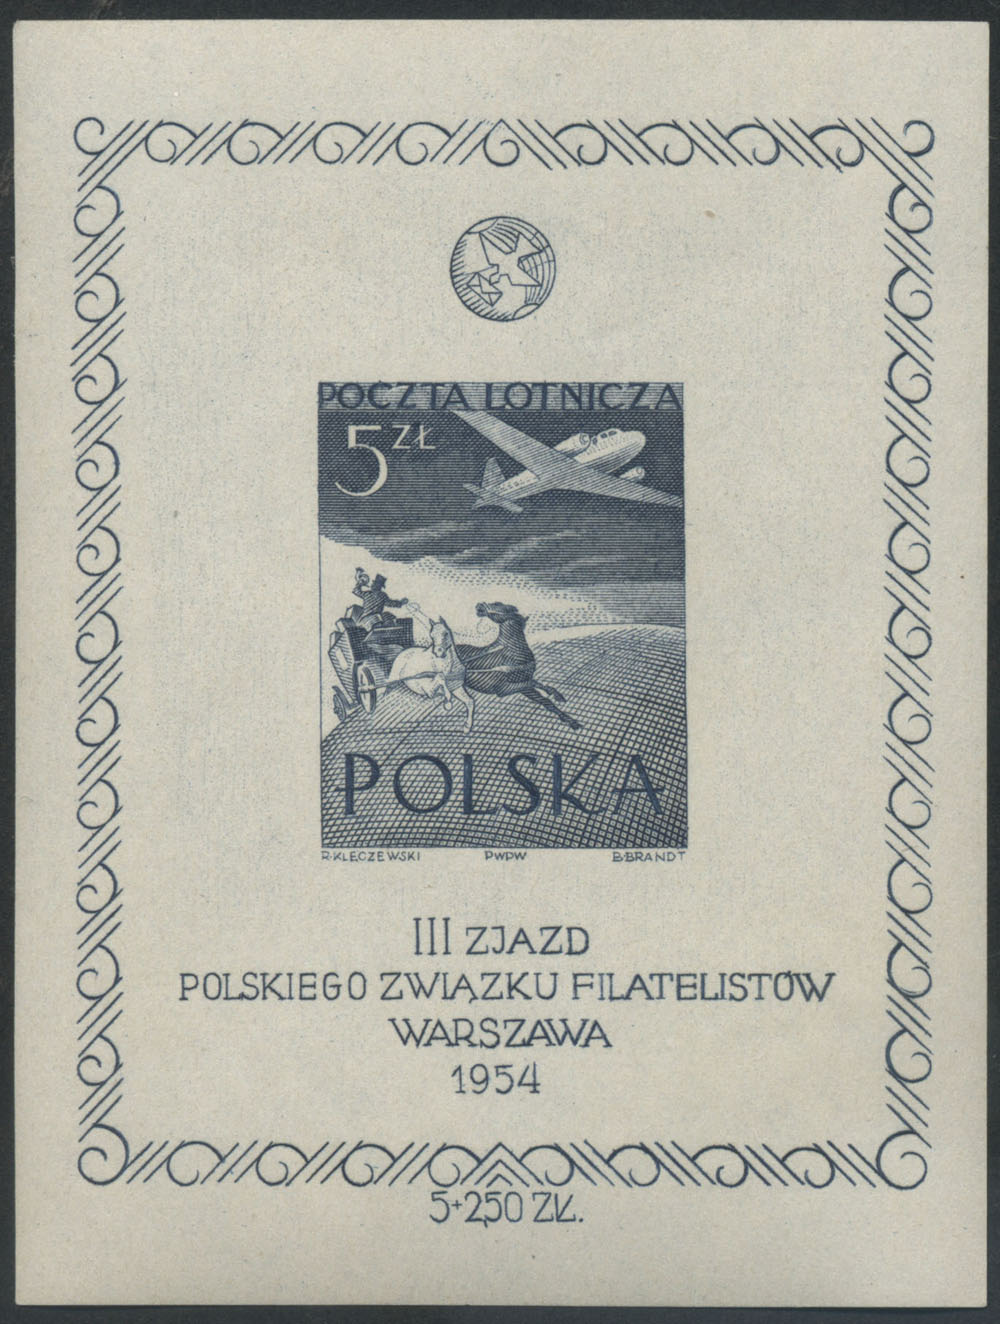 POCZTA LOTNICZA
5 ZŁ
POLSKA
R·KLECZEWSKI PWPW B·BRANDT
III ZJAZD
POLSKIEGO ZWIĄZKU FILATELISTÓW
WARSZAWA
1954
5+2,50 ZŁ.